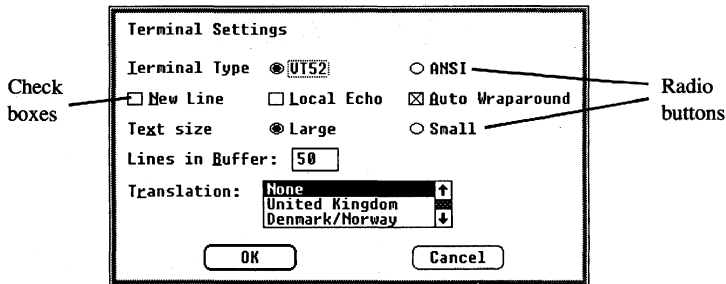 Terminal Settings
Terminal Type VT52 ANSI
New Line Local Echo Auto Wraparound
Text size Large Small
Lines in Buffer: 50
Translation: None
United Kingdom
Denmark/Norway
OK Cancel
Check
boxes
Radio
buttons